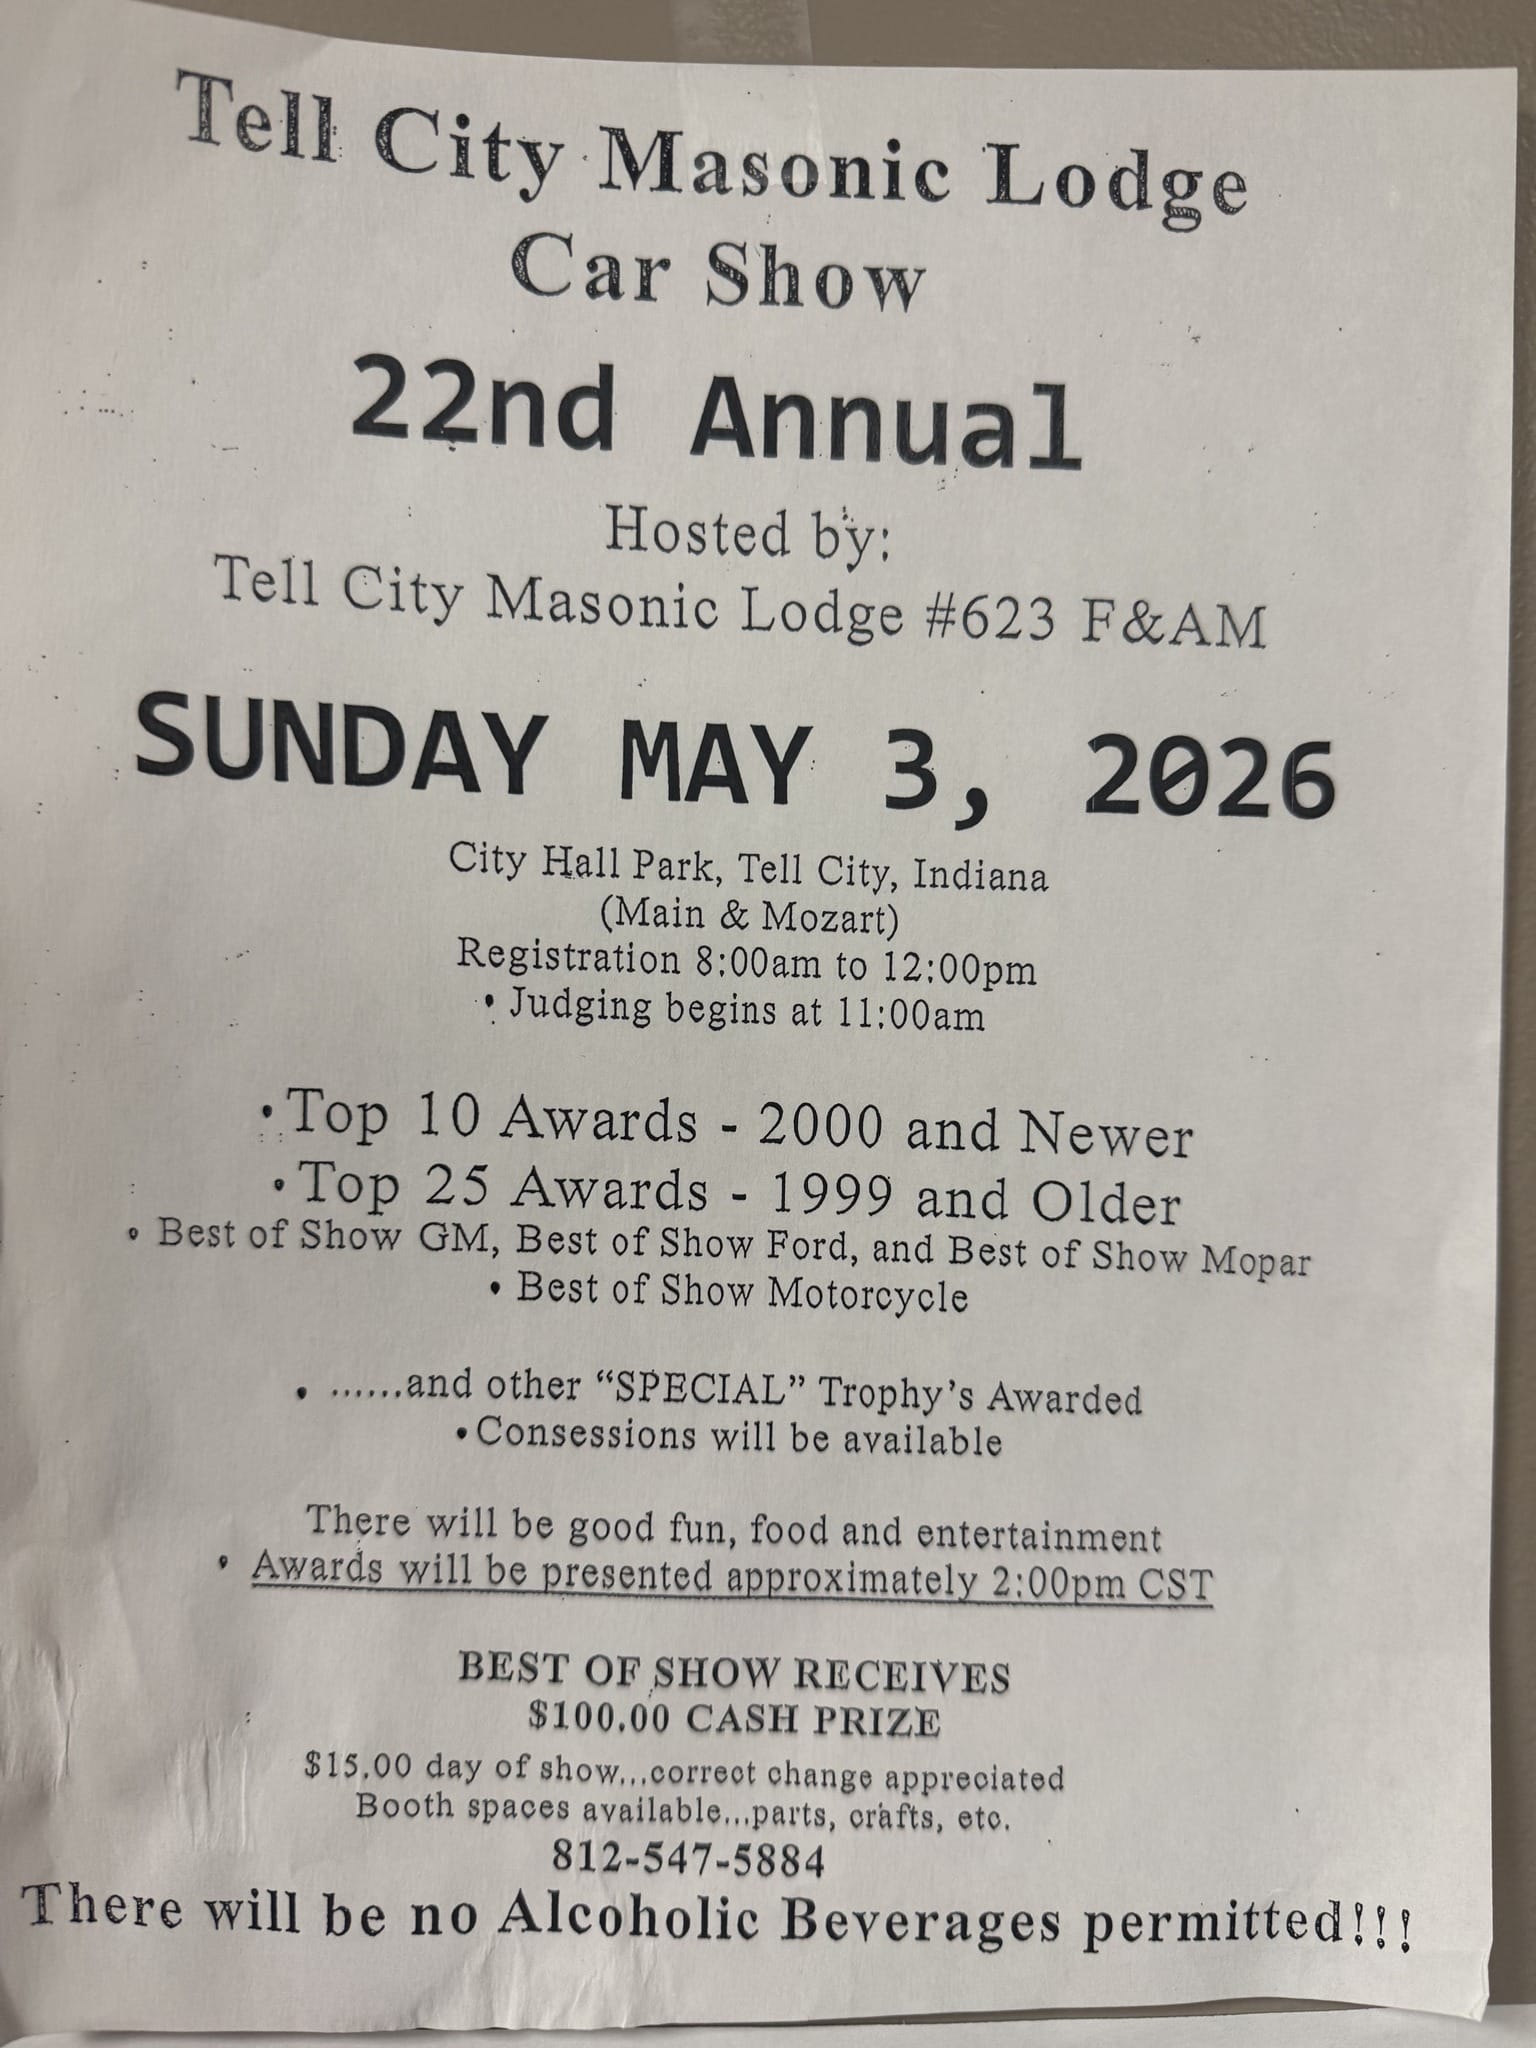 Tell City Masonic Lodge
Car Show
22nd Annual
Hosted by:
Tell City Masonic Lodge #623 F&AM
SUNDAY MAY 3, 2026
City Hall Park, Tell City, Indiana
(Main & Mozart)
Registration 8:00am to 12:00pm
• Judging begins at 11:00am
• Top 10 Awards - 2000 and Newer
• Top 25 Awards - 1999 and Older
• Best of Show GM, Best of Show Ford, and Best of Show Mopar
• Best of Show Motorcycle
• ......and other “SPECIAL” Trophy’s Awarded
• Consessions will be available
There will be good fun, food and entertainment
• Awards will be presented approximately 2:00pm CST
BEST OF SHOW RECEIVES
$100.00 CASH PRIZE
$15.00 day of show...correct change appreciated
Booth spaces available...parts, crafts, etc.
812-547-5884
There will be no Alcoholic Beverages permitted!!!